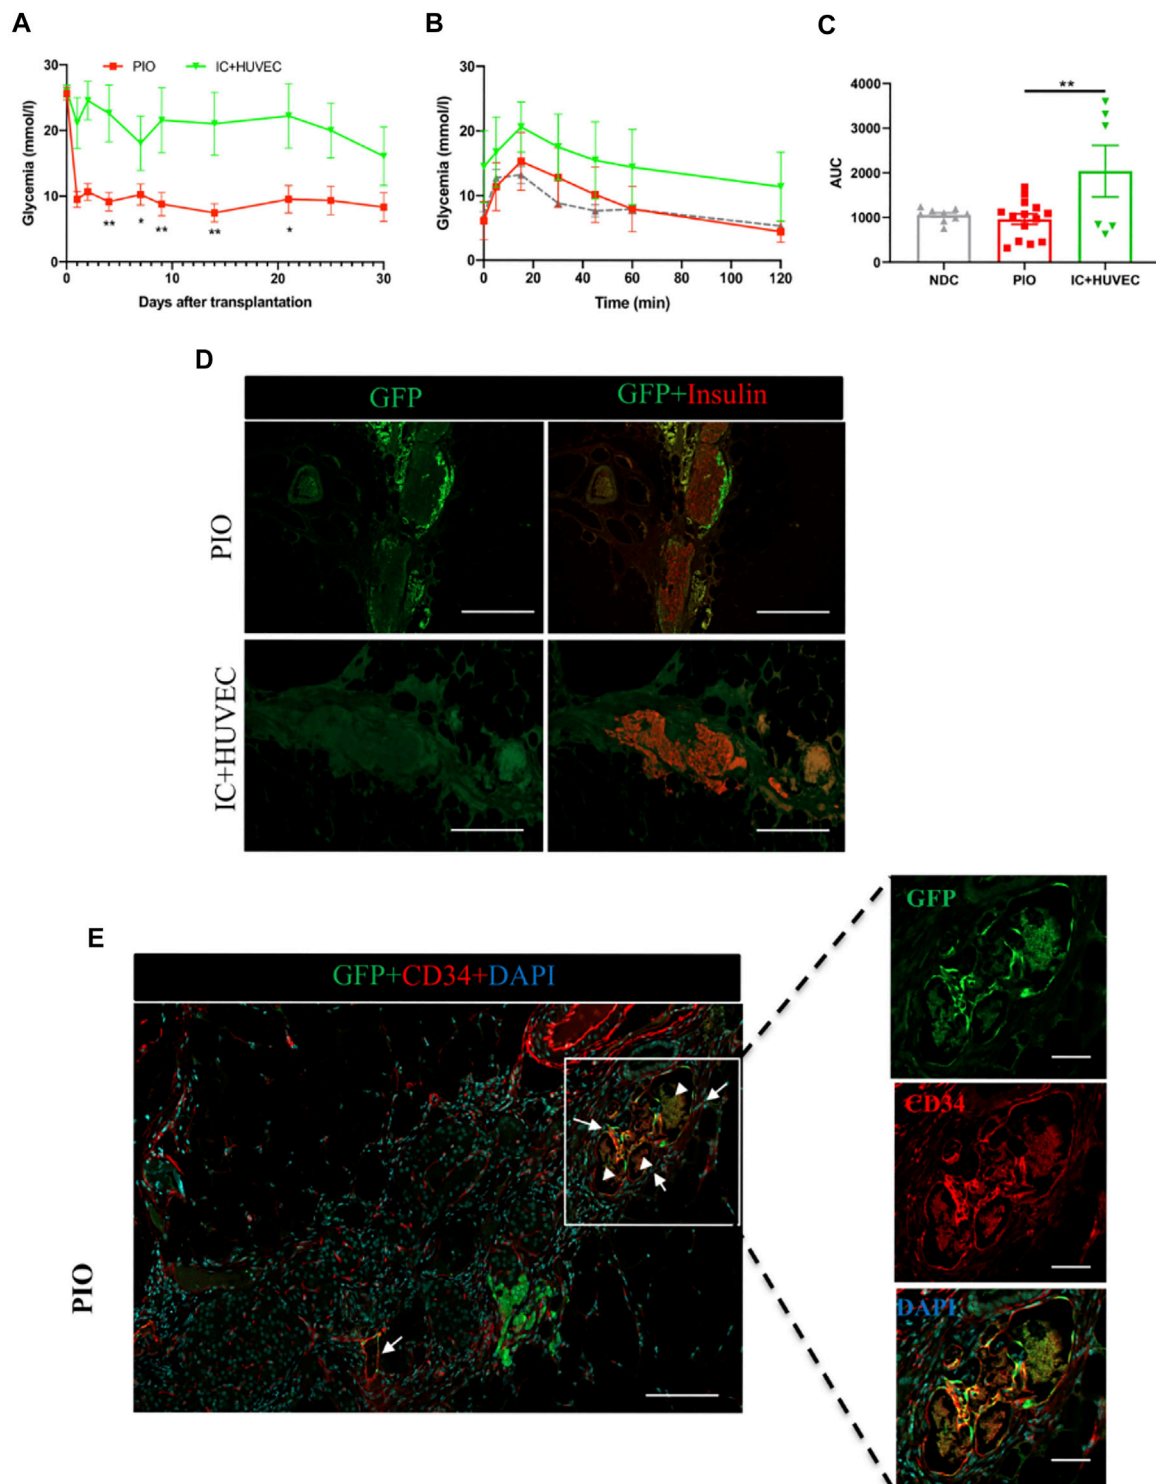 A
PIO IC+HUVEC
Glycemia (mmol/l)
30
20
10
0
** * ** ** *
0 10 20 30
Days after transplantation
B
Glycemia (mmol/l)
30
20
10
0
0 20 40 60 80 100 120
Time (min)
C
**
AUC
4000
3000
2000
1000
0
NDC PIO IC+HUVEC
D
GFP GFP+Insulin
PIO
IC+HUVEC
E
GFP+CD34+DAPI
PIO
GFP
CD34
DAPI